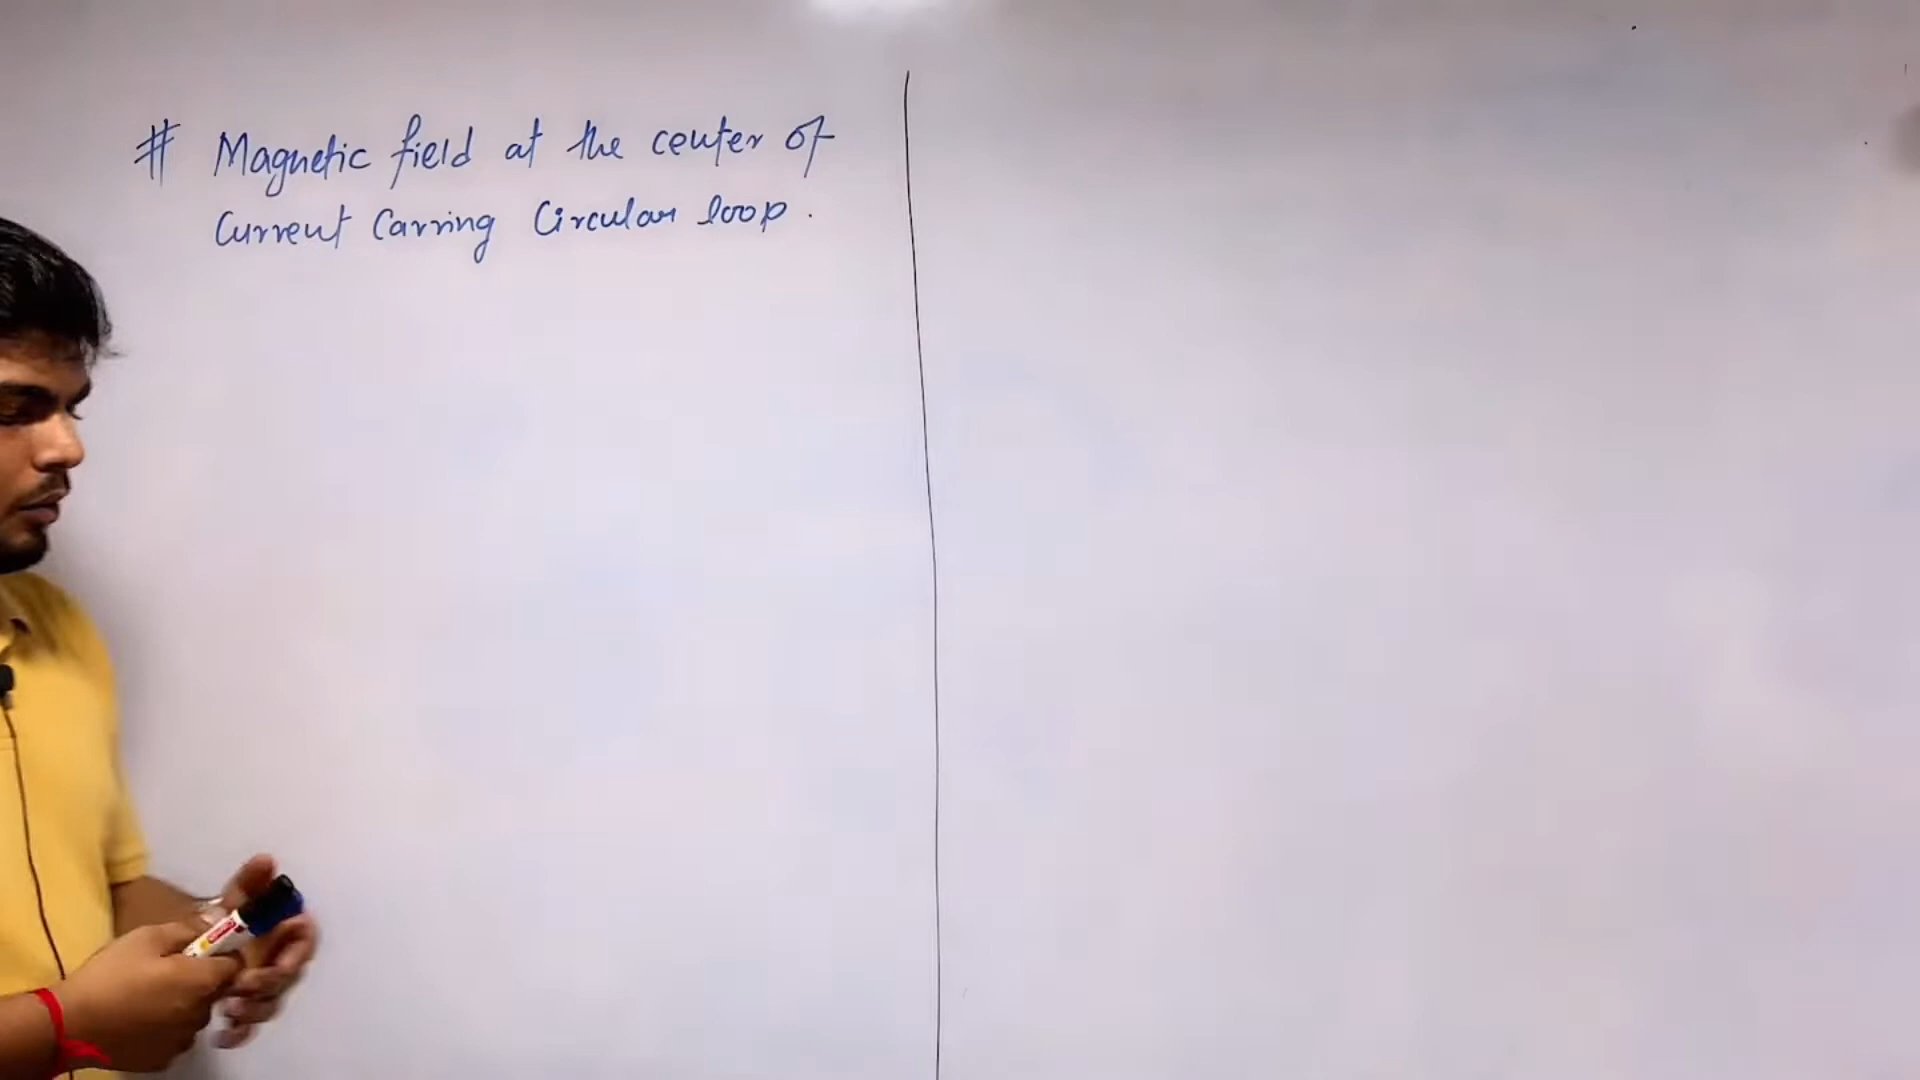 # Magnetic field at the center of
Current Carring Circular loop.